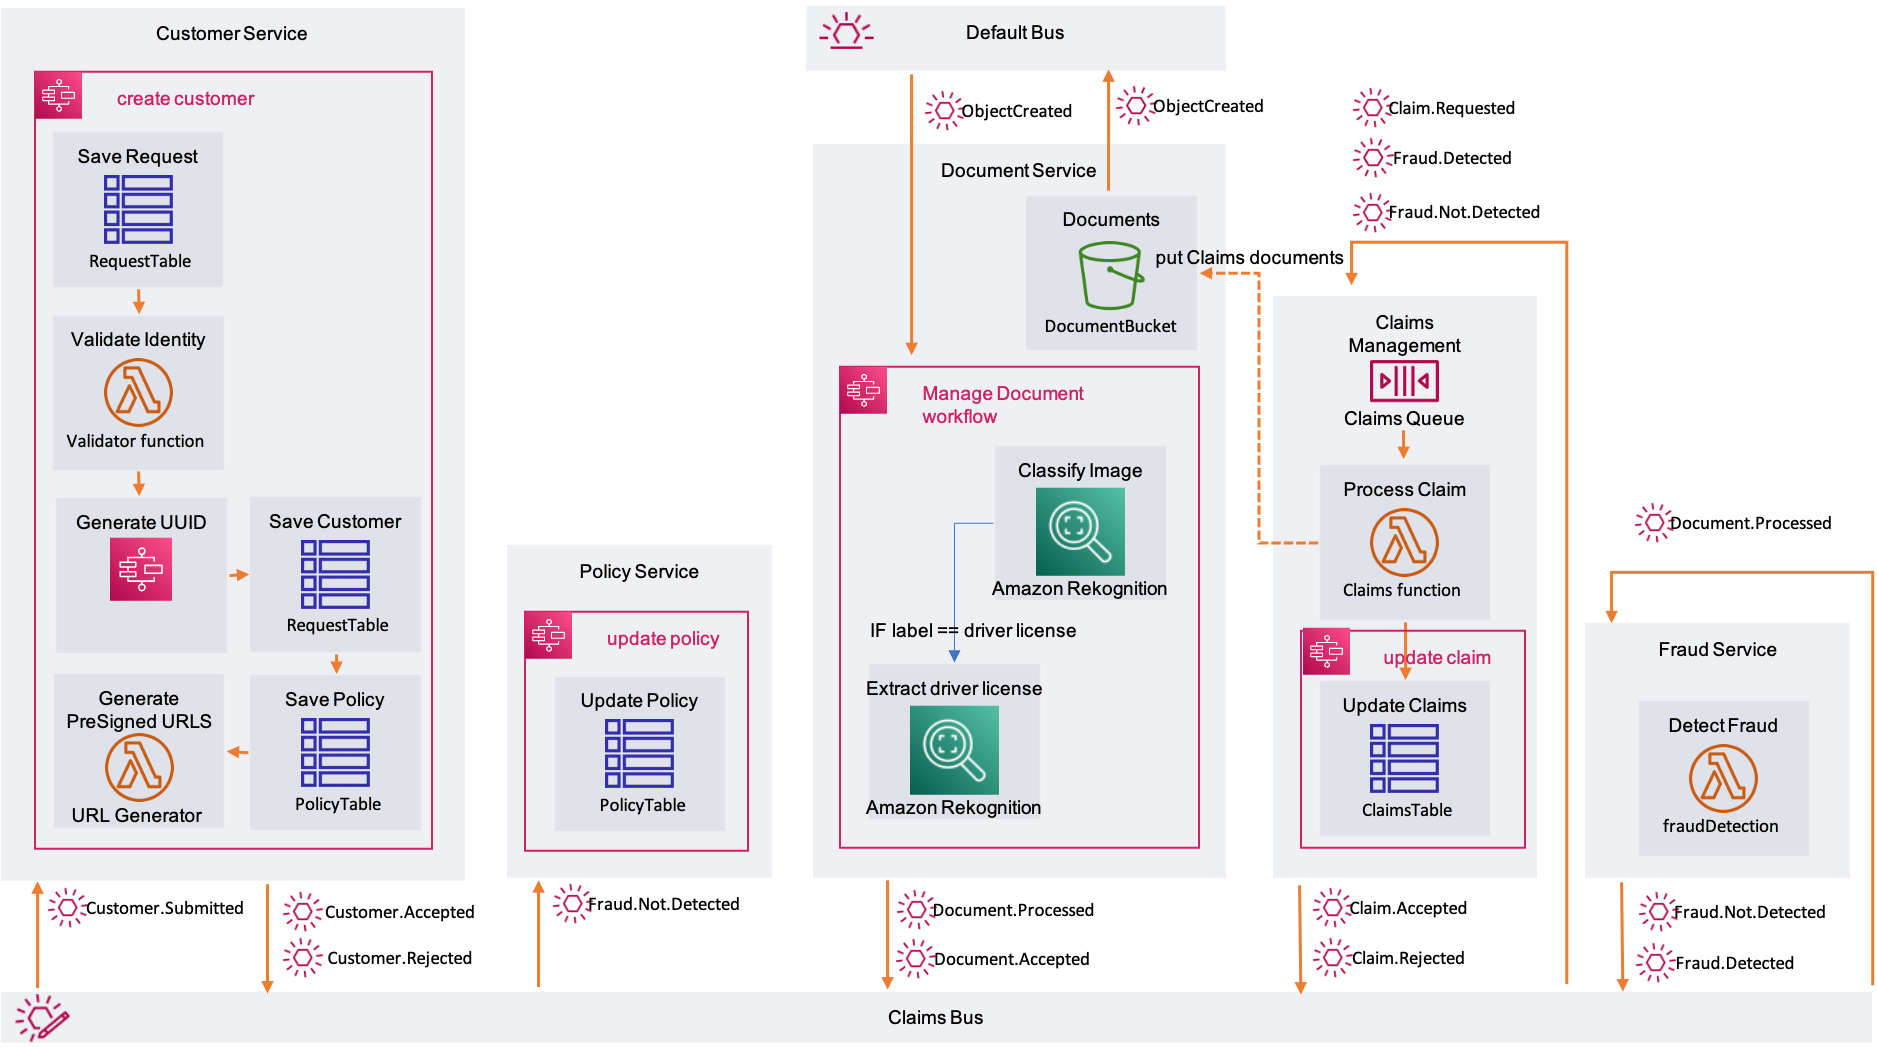 Customer Service
create customer
Save Request
RequestTable
Validate Identity
Validator function
Generate UUID
Save Customer
RequestTable
Save Policy
PolicyTable
Generate
PreSigned URLS
URL Generator
Customer.Submitted
Customer.Accepted
Customer.Rejected
Policy Service
update policy
Update Policy
PolicyTable
Fraud.Not.Detected
Default Bus
ObjectCreated
ObjectCreated
Document Service
Documents
DocumentBucket
put Claims documents
Manage Document
workflow
Classify Image
Amazon Rekognition
IF label == driver license
Extract driver license
Amazon Rekognition
Document.Processed
Document.Accepted
Claim.Requested
Fraud.Detected
Fraud.Not.Detected
Claims
Management
Claims Queue
Process Claim
Claims function
update claim
Update Claims
ClaimsTable
Claim.Accepted
Claim.Rejected
Document.Processed
Fraud Service
Detect Fraud
fraudDetection
Fraud.Not.Detected
Fraud.Detected
Claims Bus